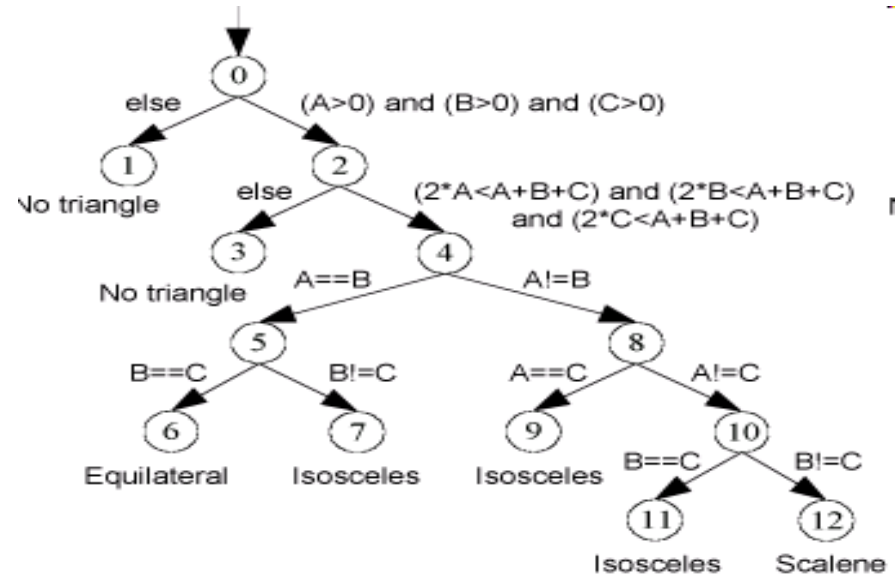 0
else (A>0) and (B>0) and (C>0)
1 2
No triangle else (2*A<A+B+C) and (2*B<A+B+C)
and (2*C<A+B+C)
3 4
No triangle A==B A!=B
5 8
B==C B!=C A==C A!=C
6 7 9 10
Equilateral Isosceles Isosceles B==C B!=C
11 12
Isosceles Scalene